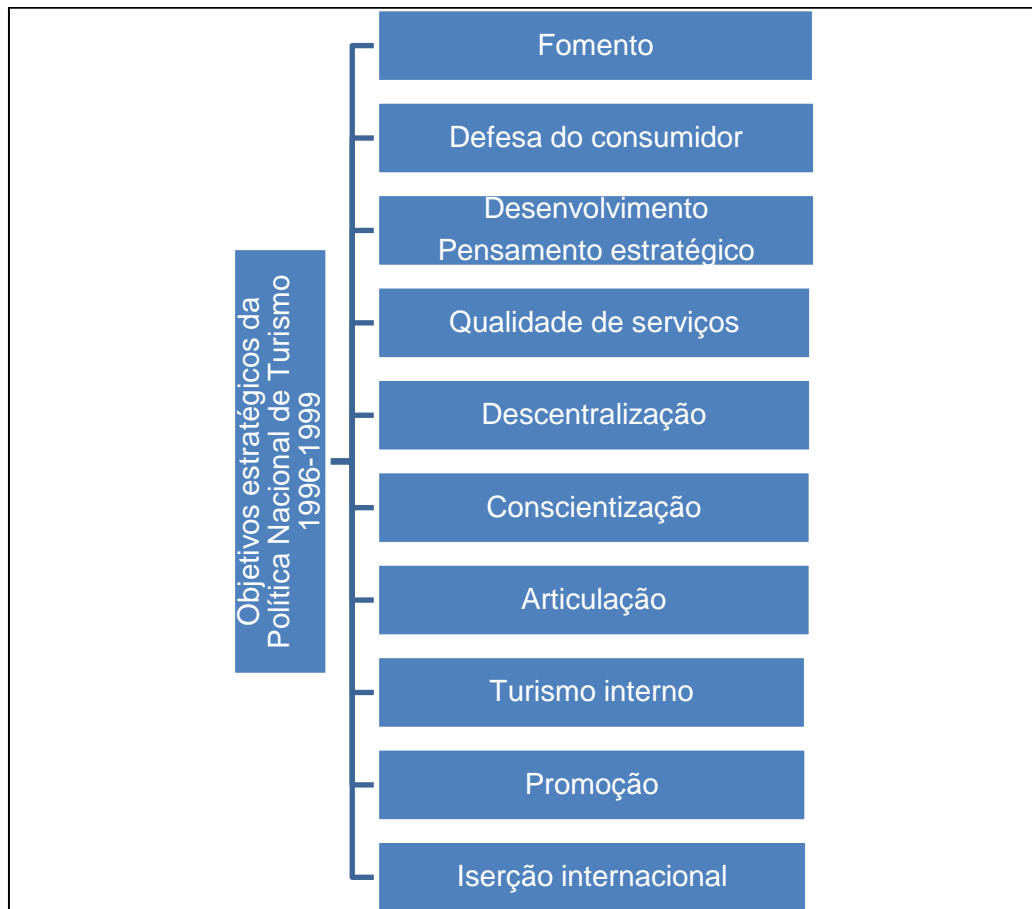 Objetivos estratégicos da
Política Nacional de Turismo
1996-1999
Fomento
Defesa do consumidor
Desenvolvimento
Pensamento estratégico
Qualidade de serviços
Descentralização
Conscientização
Articulação
Turismo interno
Promoção
Iserção internacional